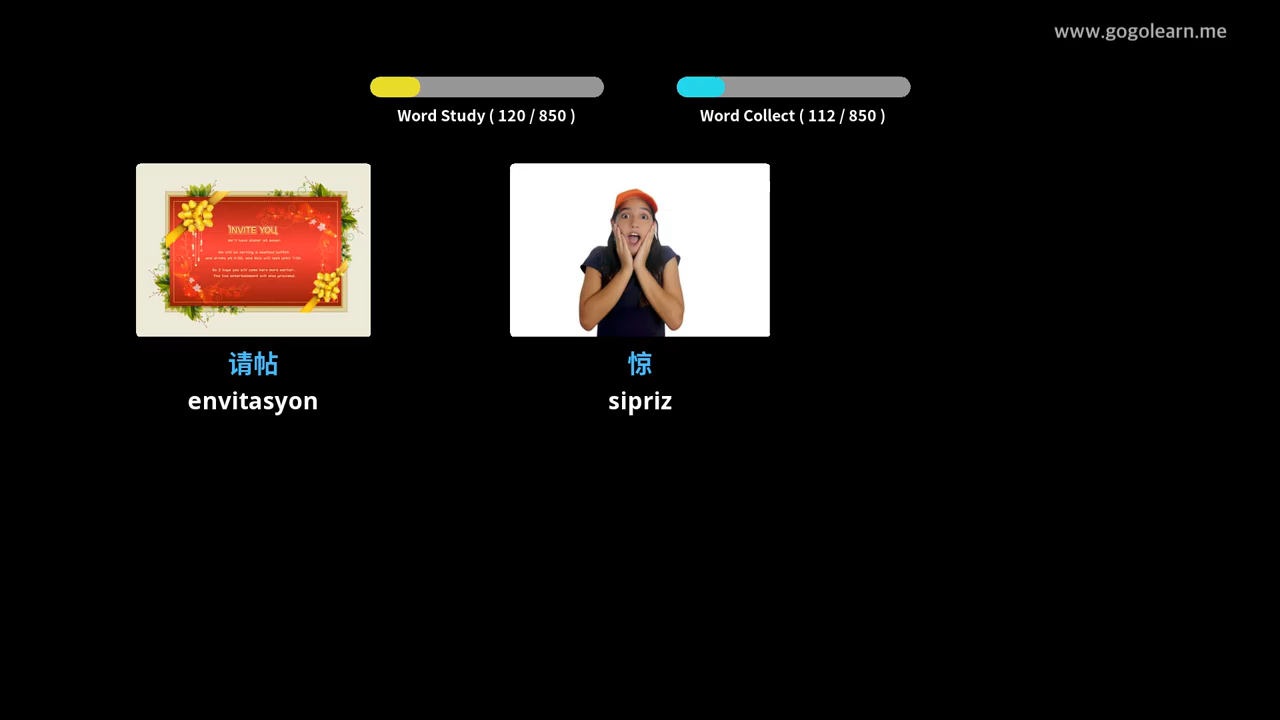 www.gogolearn.me
Word Study ( 120 / 850 )
Word Collect ( 112 / 850 )
INVITE YOU
请帖
envitasyon
惊
sipriz